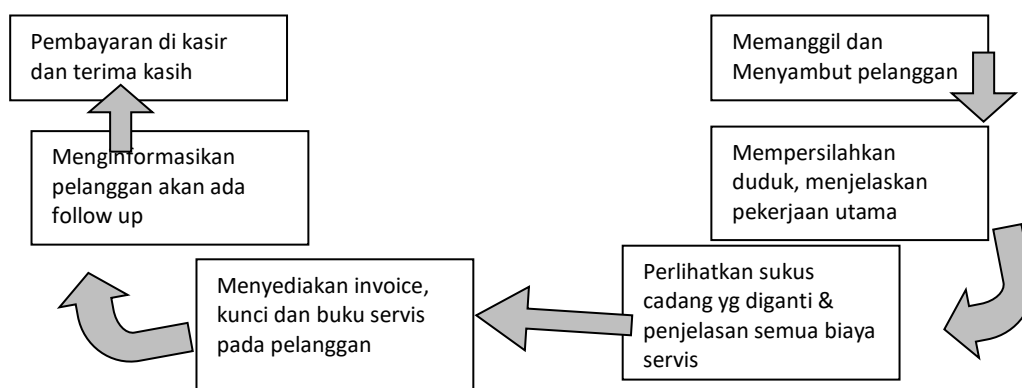 Memanggil dan
Menyambut pelanggan
Mempersilahkan
duduk, menjelaskan
pekerjaan utama
Perlihatkan sukus
cadang yg diganti &
penjelasan semua biaya
servis
Menyediakan invoice,
kunci dan buku servis
pada pelanggan
Menginformasikan
pelanggan akan ada
follow up
Pembayaran di kasir
dan terima kasih